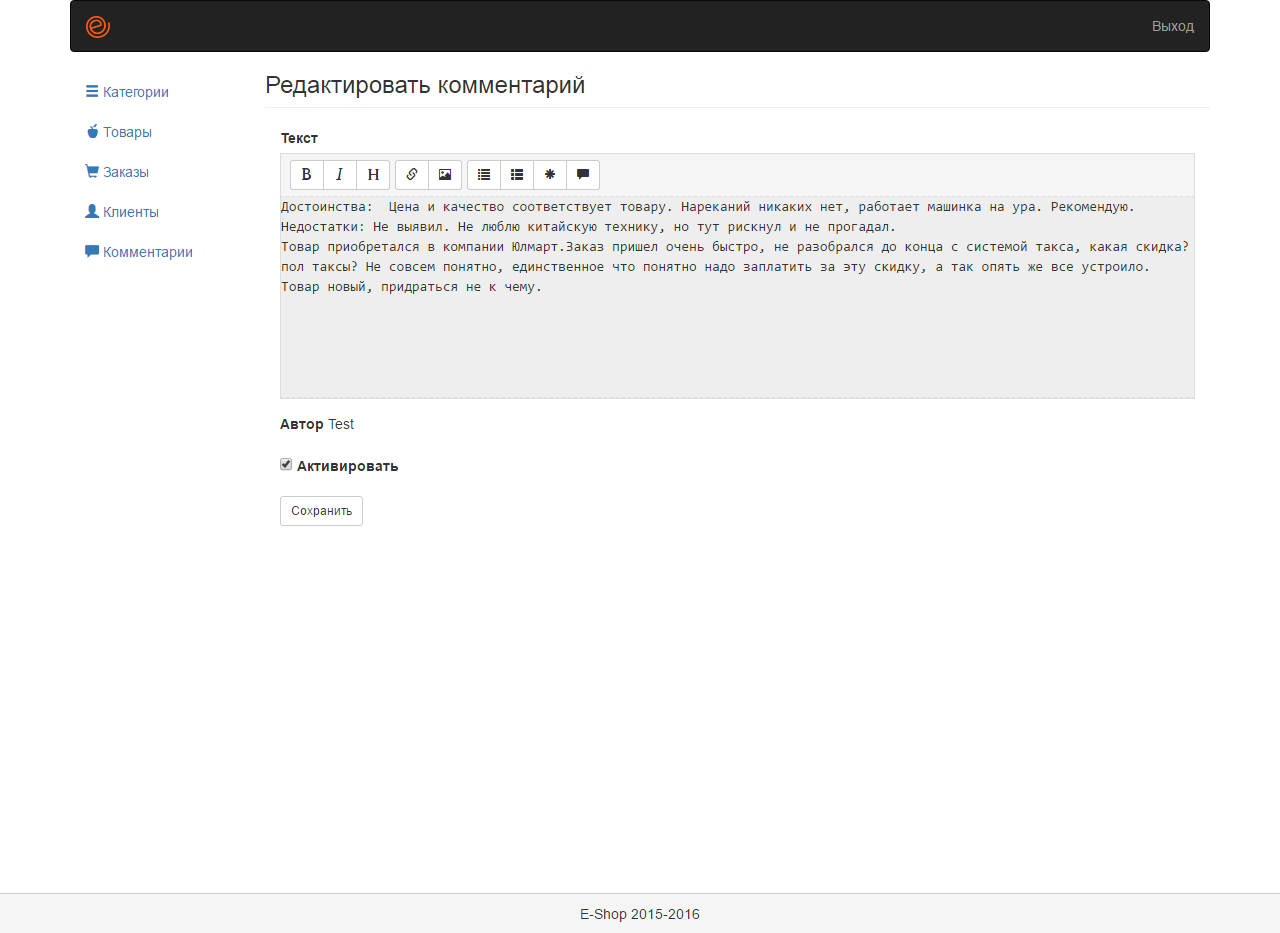 Выход
Категории
Товары
Заказы
Клиенты
Комментарии
Редактировать комментарий
Текст
B I H
Достоинства:  Цена и качество соответствует товару. Нареканий никаких нет, работает машинка на ура. Рекомендую.
Недостатки: Не выявил. Не люблю китайскую технику, но тут рискнул и не прогадал.
Товар приобретался в компании Юлмарт.Заказ пришел очень быстро, не разобрался до конца с системой такса, какая скидка?
пол таксы? Не совсем понятно, единственное что понятно надо заплатить за эту скидку, а так опять же все устроило.
Товар новый, придраться не к чему.
Автор Test
Активировать
Сохранить
E-Shop 2015-2016